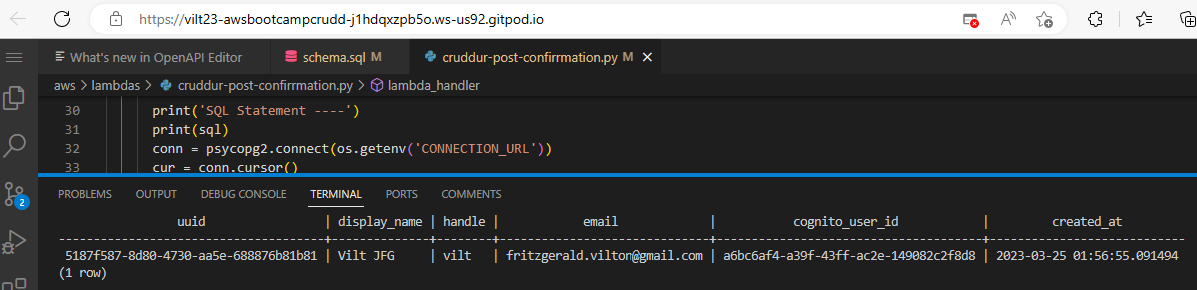 https://vilt23-awsbootcampcrudd-j1hdqxzpb5o.ws-us92.gitpod.io
What's new in OpenAPI Editor schema.sql M cruddur-post-confirrmation.py M
aws > lambdas > cruddur-post-confirrmation.py > lambda_handler
30 print('SQL Statement ----')
31 print(sql)
32 conn = psycopg2.connect(os.getenv('CONNECTION_URL'))
33 cur = conn.cursor()
2
PROBLEMS OUTPUT DEBUG CONSOLE TERMINAL PORTS COMMENTS
uuid | display_name | handle | email | cognito_user_id | created_at
--------------------------------------+--------------+--------+------------------------------+--------------------------------------+----------------------------
5187f587-8d80-4730-aa5e-688876b81b81 | Vilt JFG | vilt | fritzgerald.vilton@gmail.com | a6bc6af4-a39f-43ff-ac2e-149082c2f8d8 | 2023-03-25 01:56:55.091494
(1 row)